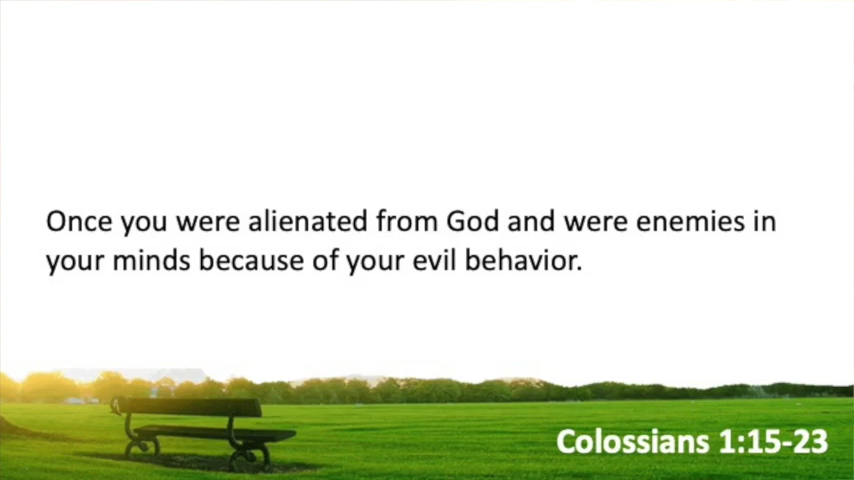 Once you were alienated from God and were enemies in
your minds because of your evil behavior.
Colossians 1:15-23